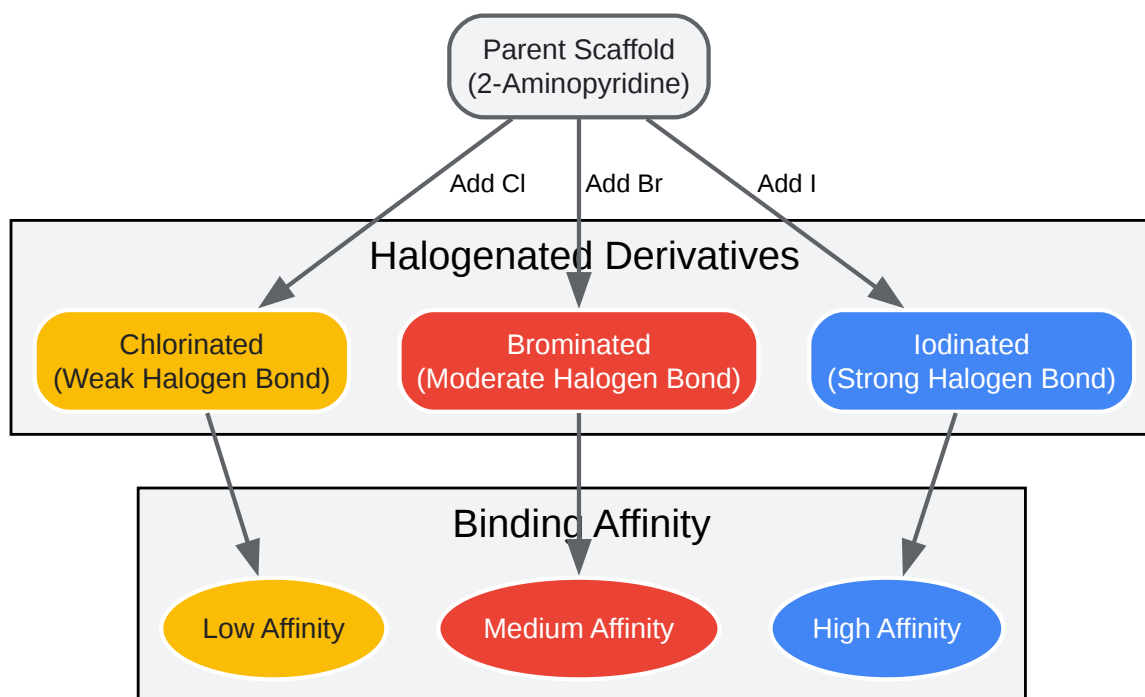 Parent Scaffold
(2-Aminopyridine)
Add Cl
Add Br
Add I
Halogenated Derivatives
Chlorinated
(Weak Halogen Bond)
Brominated
(Moderate Halogen Bond)
Iodinated
(Strong Halogen Bond)
Binding Affinity
Low Affinity
Medium Affinity
High Affinity